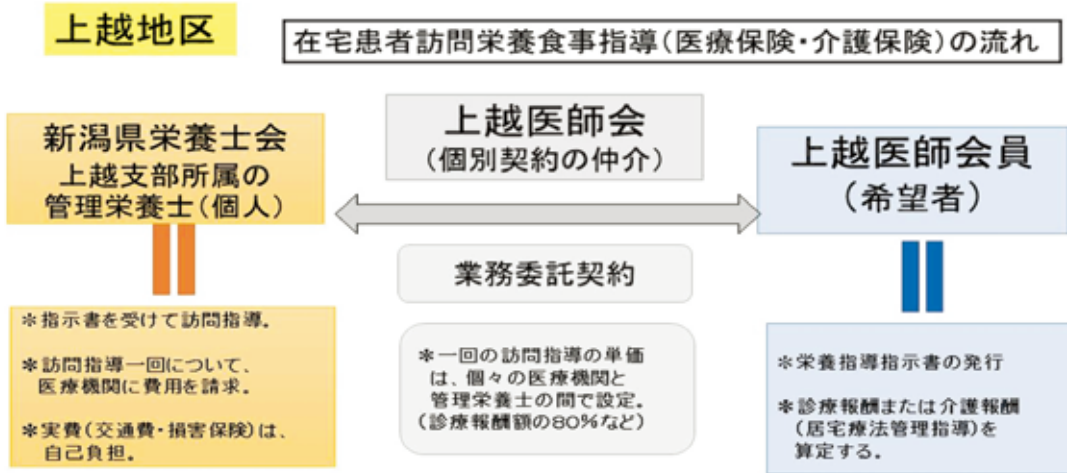 上越地区
在宅患者訪問栄養食事指導(医療保険・介護保険)の流れ
新潟県栄養士会
上越支部所属の
管理栄養士(個人)
上越医師会
(個別契約の仲介)
上越医師会員
(希望者)
業務委託契約
*指示書を受けて訪問指導。
*訪問指導一回について、
医療機関に費用を請求。
*実費(交通費・損害保険)は、
自己負担。
*一回の訪問指導の単価
は、個々の医療機関と
管理栄養士の間で設定。
(診療報酬額の80%など)
*栄養指導指示書の発行
*診療報酬または介護報酬
(居宅療法管理指導)を
算定する。